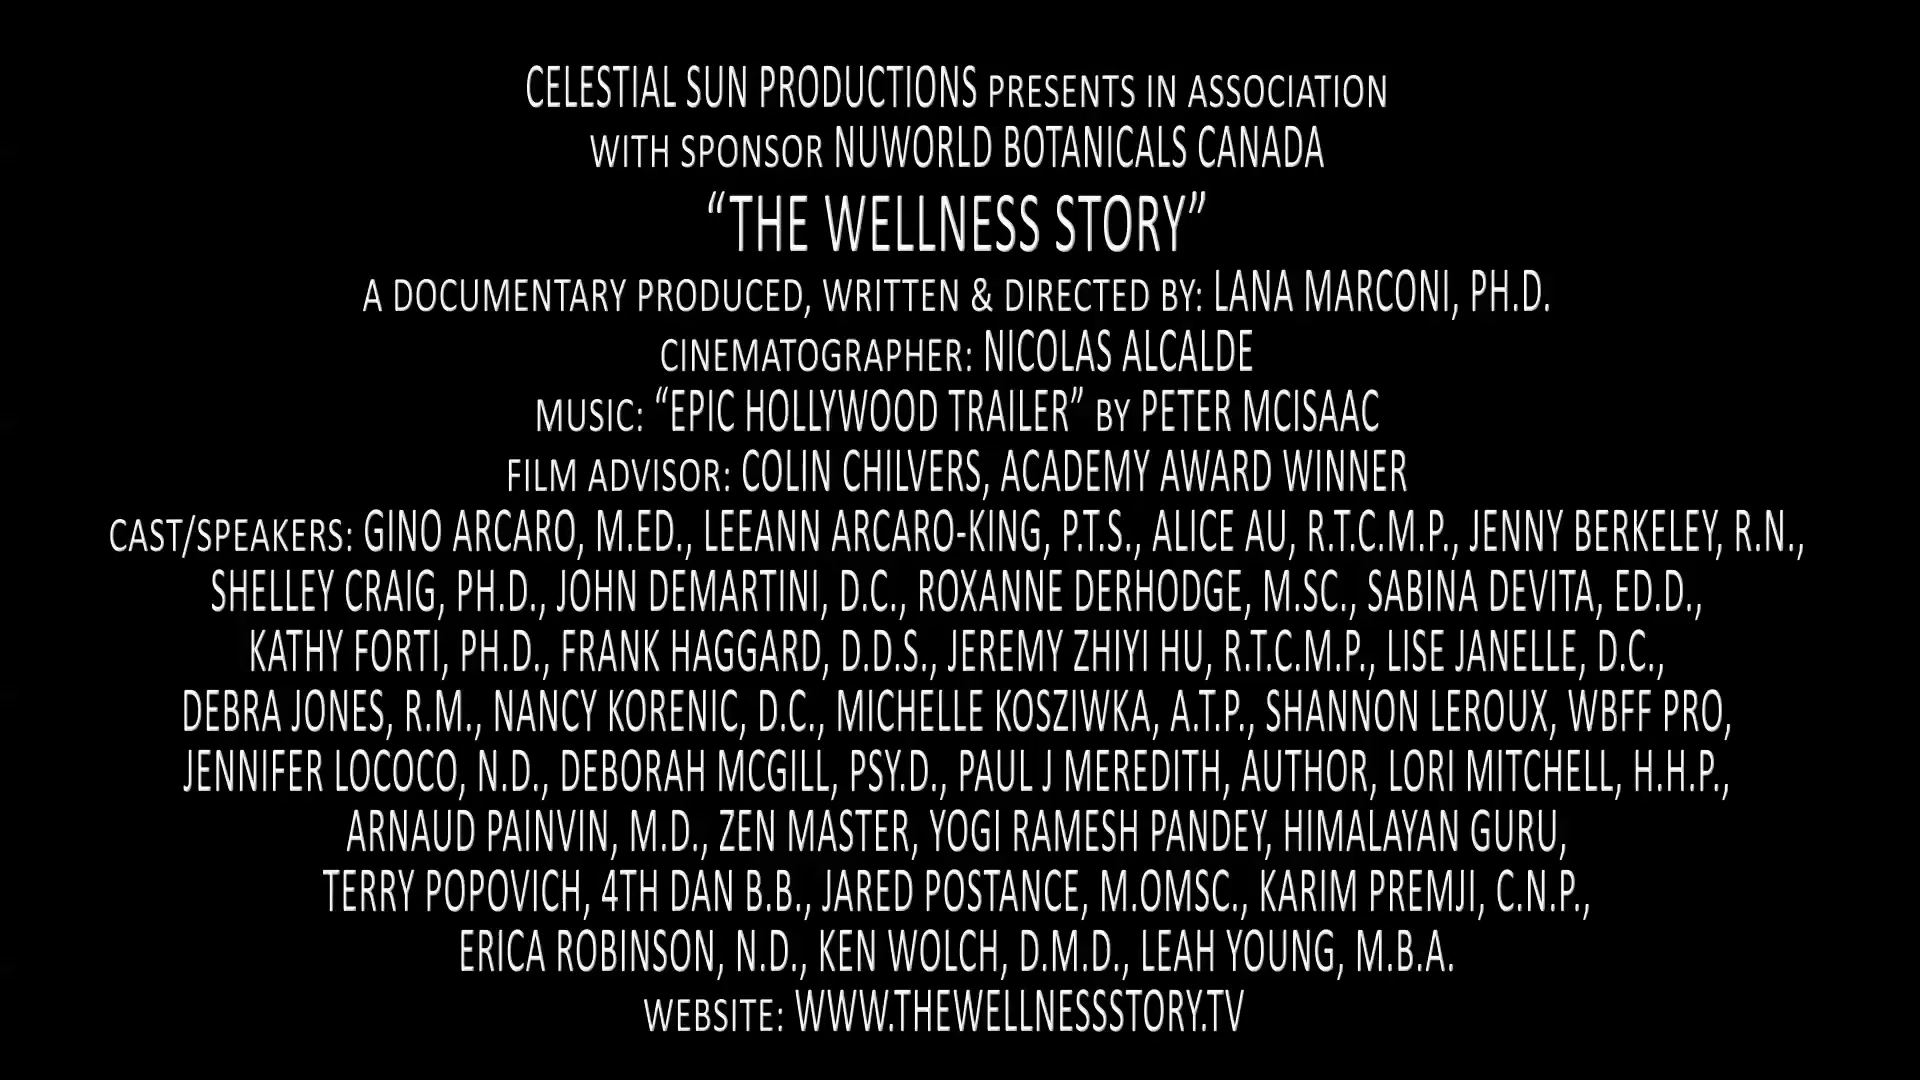 CELESTIAL SUN PRODUCTIONS PRESENTS IN ASSOCIATION
WITH SPONSOR NUWORLD BOTANICALS CANADA
“THE WELLNESS STORY”
A DOCUMENTARY PRODUCED, WRITTEN & DIRECTED BY: LANA MARCONI, PH.D.
CINEMATOGRAPHER: NICOLAS ALCALDE
MUSIC: “EPIC HOLLYWOOD TRAILER” BY PETER MCISAAC
FILM ADVISOR: COLIN CHILVERS, ACADEMY AWARD WINNER
CAST/SPEAKERS: GINO ARCARO, M.ED., LEEANN ARCARO-KING, P.T.S., ALICE AU, R.T.C.M.P., JENNY BERKELEY, R.N.,
SHELLEY CRAIG, PH.D., JOHN DEMARTINI, D.C., ROXANNE DERHODGE, M.SC., SABINA DEVITA, ED.D.,
KATHY FORTI, PH.D., FRANK HAGGARD, D.D.S., JEREMY ZHIYI HU, R.T.C.M.P., LISE JANELLE, D.C.,
DEBRA JONES, R.M., NANCY KORENIC, D.C., MICHELLE KOSZIWKA, A.T.P., SHANNON LEROUX, WBFF PRO,
JENNIFER LOCOCO, N.D., DEBORAH MCGILL, PSY.D., PAUL J MEREDITH, AUTHOR, LORI MITCHELL, H.H.P.,
ARNAUD PAINVIN, M.D., ZEN MASTER, YOGI RAMESH PANDEY, HIMALAYAN GURU,
TERRY POPOVICH, 4TH DAN B.B., JARED POSTANCE, M.OMSC., KARIM PREMJI, C.N.P.,
ERICA ROBINSON, N.D., KEN WOLCH, D.M.D., LEAH YOUNG, M.B.A.
WEBSITE: WWW.THEWELLNESSSTORY.TV